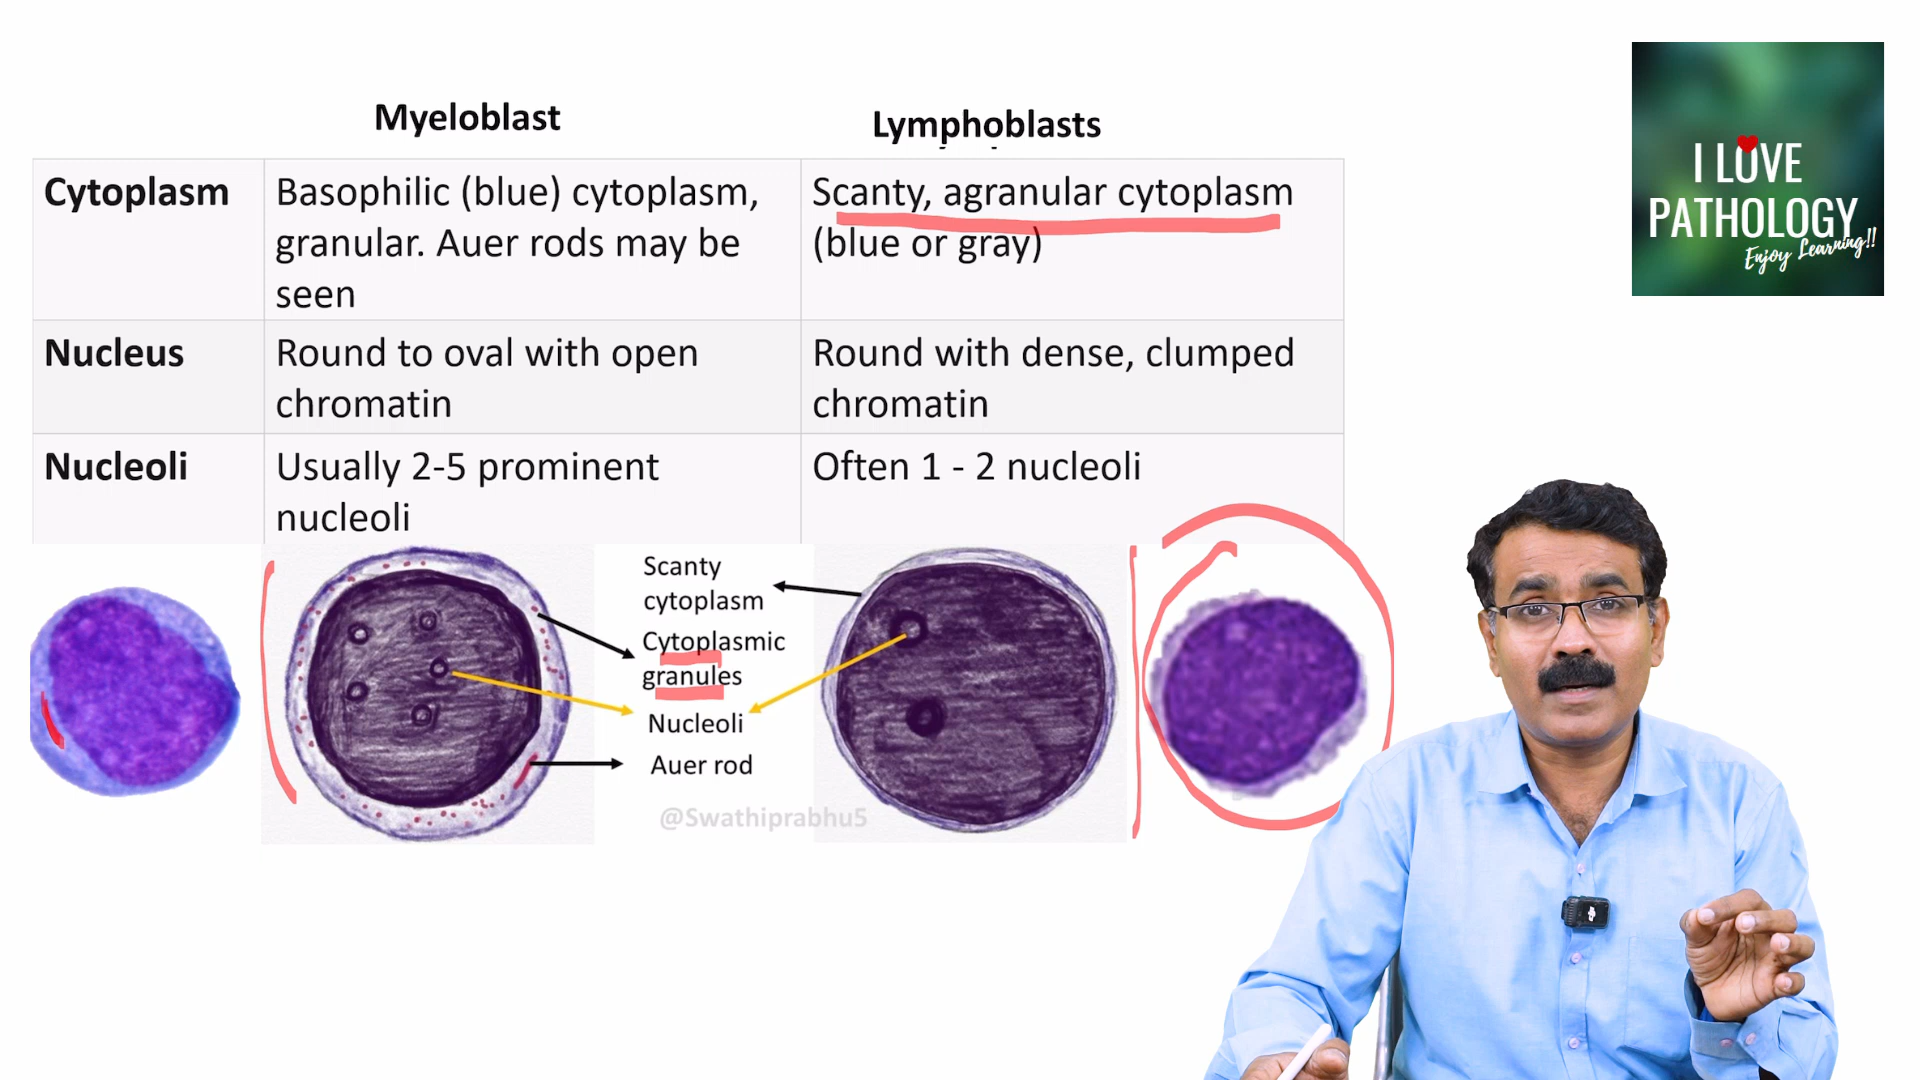 Myeloblast
Lymphoblasts
Cytoplasm
Basophilic (blue) cytoplasm,
granular. Auer rods may be
seen
Scanty, agranular cytoplasm
(blue or gray)
Nucleus
Round to oval with open
chromatin
Round with dense, clumped
chromatin
Nucleoli
Usually 2-5 prominent
nucleoli
Often 1 - 2 nucleoli
Scanty
cytoplasm
Cytoplasmic
granules
Nucleoli
Auer rod
@Swathiprabhu5
I LOVE
PATHOLOGY
Enjoy Learning!!